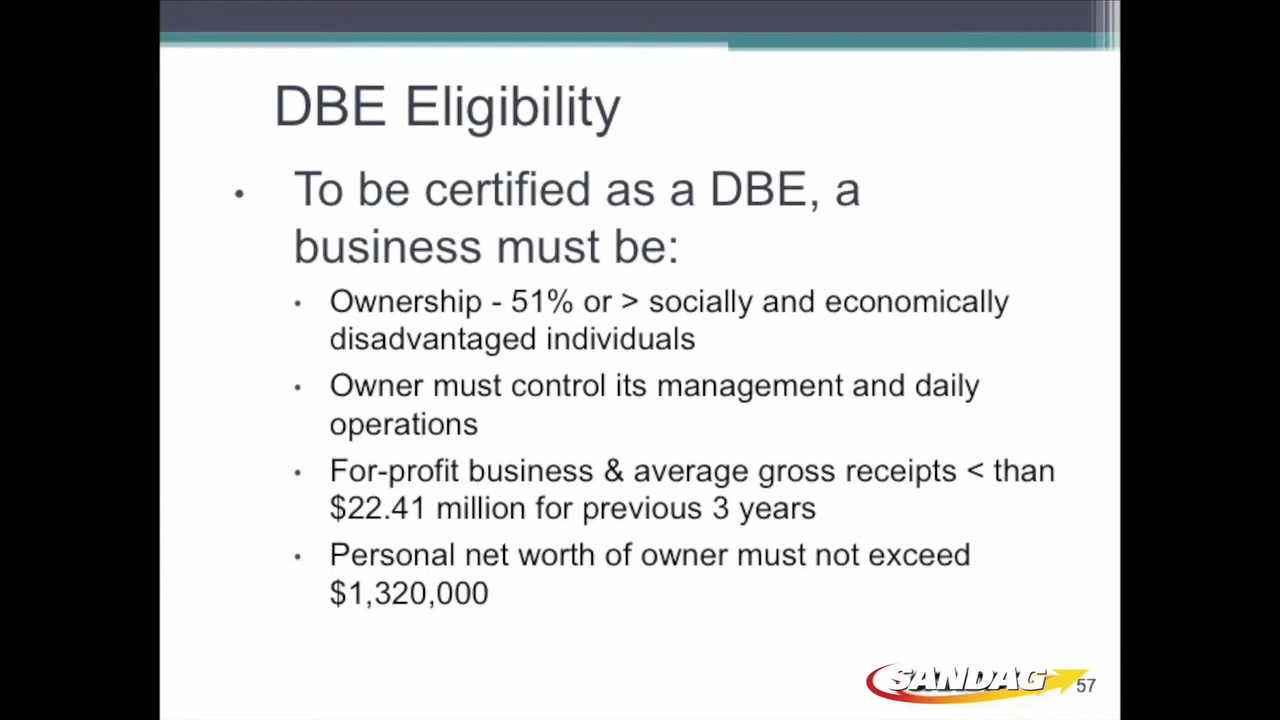 DBE Eligibility
• To be certified as a DBE, a
business must be:
• Ownership - 51% or > socially and economically
disadvantaged individuals
• Owner must control its management and daily
operations
• For-profit business & average gross receipts < than
$22.41 million for previous 3 years
• Personal net worth of owner must not exceed
$1,320,000
SANDAG
57